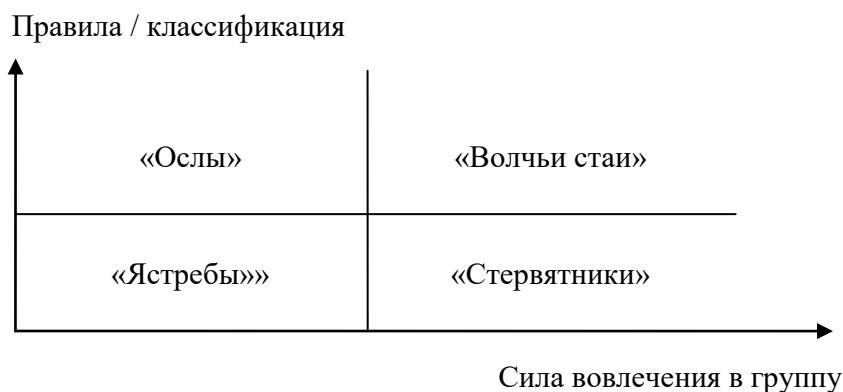 Правила / классификация
«Ослы» «Волчьи стаи»
«Ястребы»» «Стервятники»
Сила вовлечения в группу